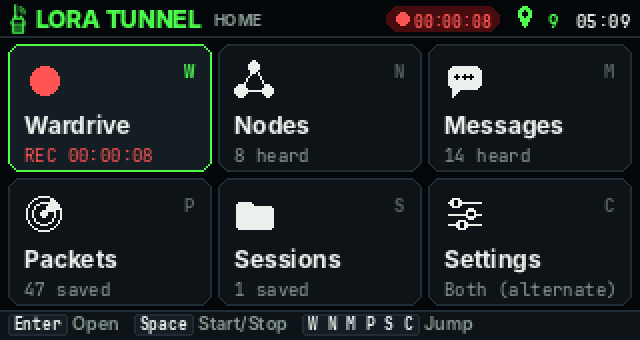 LORA TUNNEL HOME 00:00:08 9 05:09
W N M
Wardrive Nodes Messages
REC 00:00:08 8 heard 14 heard
P S C
Packets Sessions Settings
47 saved 1 saved Both (alternate)
Enter Open Space Start/Stop W N M P S C Jump